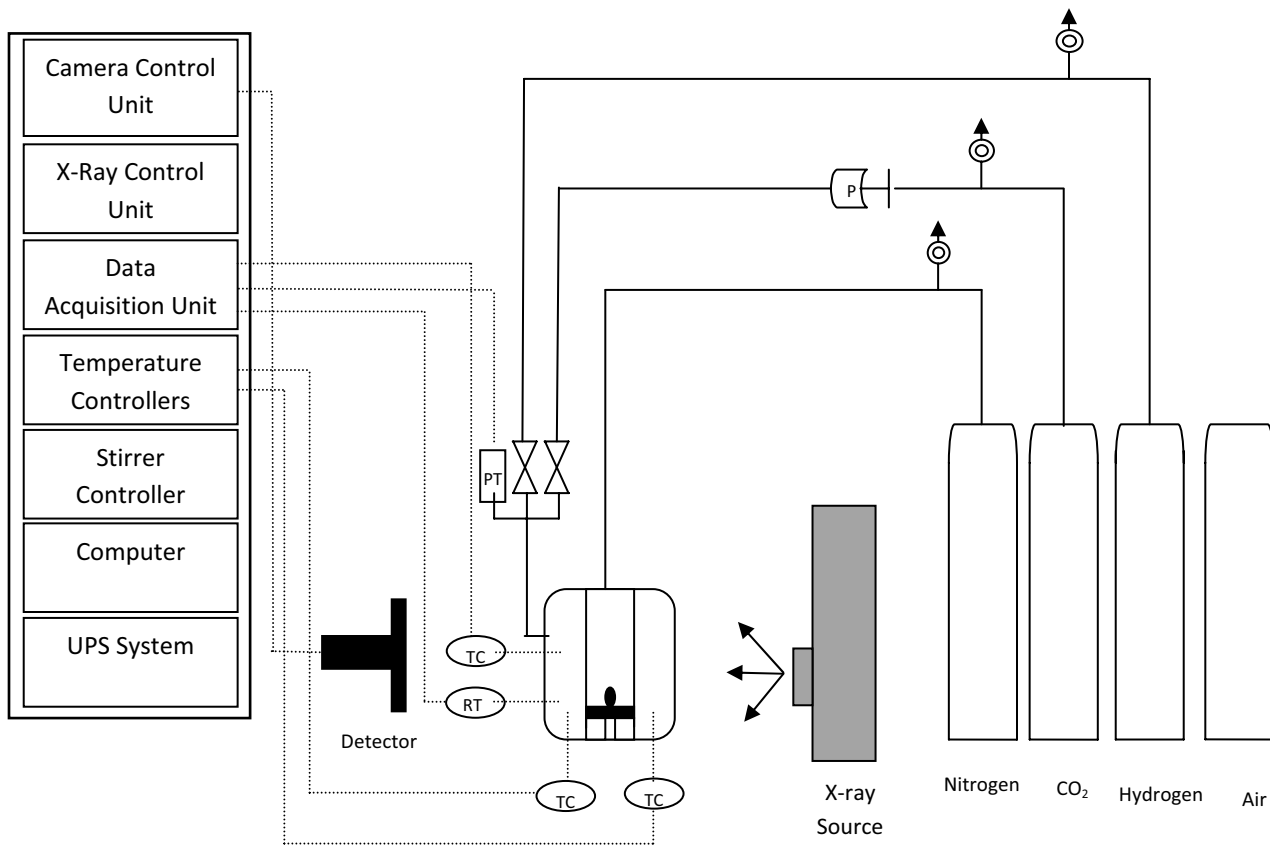 Camera Control
Unit
X-Ray Control
Unit
Data
Acquisition Unit
Temperature
Controllers
Stirrer
Controller
Computer
UPS System
P
PT
TC
RT
TC
TC
Detector
X-ray
Source
Nitrogen
CO₂
Hydrogen
Air